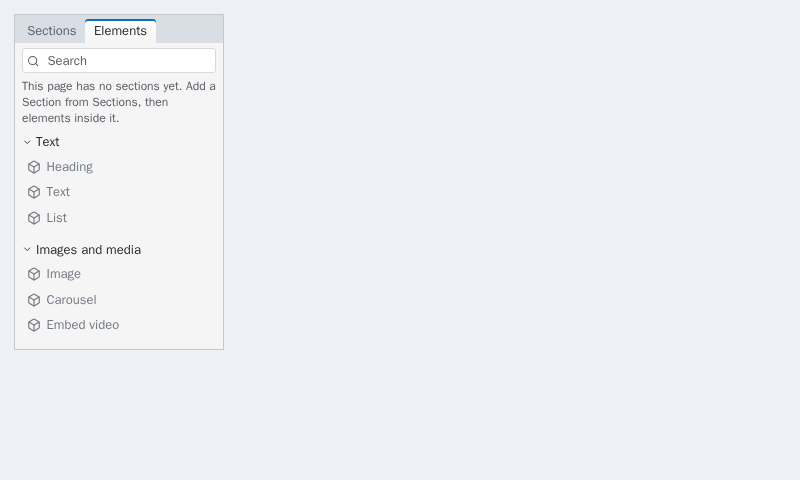 Sections Elements
Search
This page has no sections yet. Add a
Section from Sections, then
elements inside it.
Text
Heading
Text
List
Images and media
Image
Carousel
Embed video